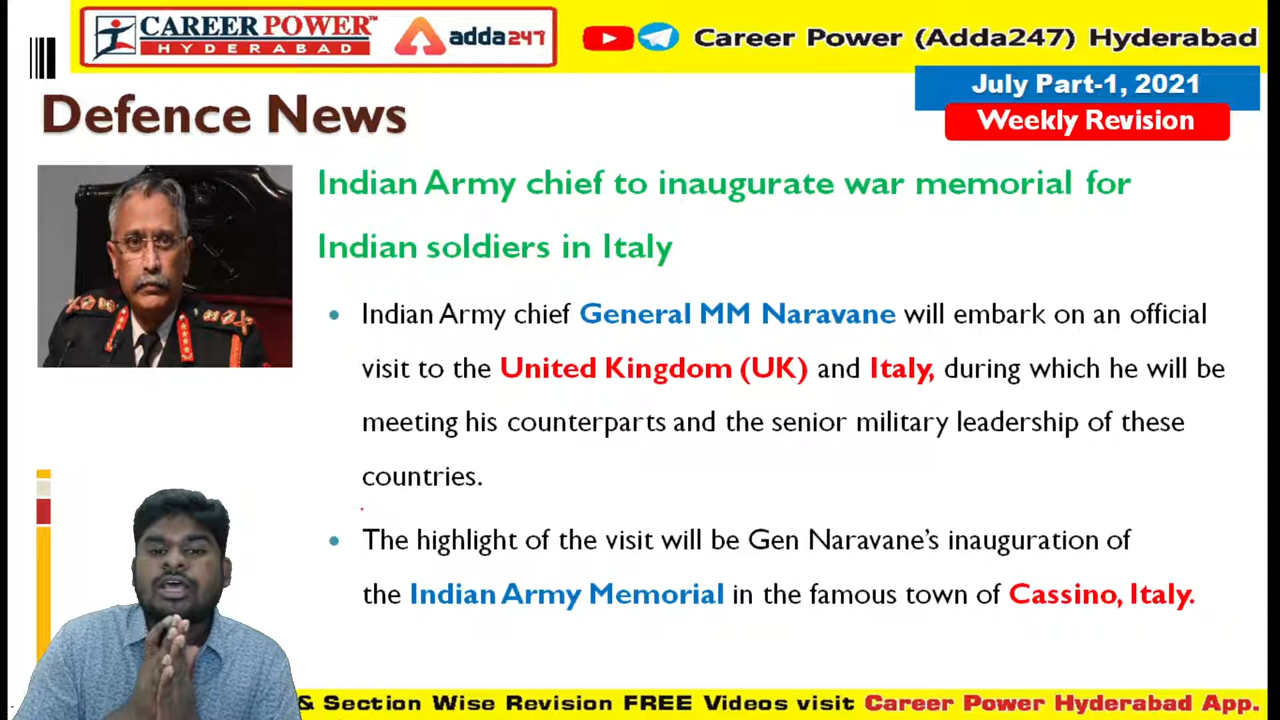 CAREER POWER™
HYDERABAD
adda247
Career Power (Adda247) Hyderabad
July Part-1, 2021
Weekly Revision
Defence News
Indian Army chief to inaugurate war memorial for
Indian soldiers in Italy
• Indian Army chief General MM Naravane will embark on an official
visit to the United Kingdom (UK) and Italy, during which he will be
meeting his counterparts and the senior military leadership of these
countries.
• The highlight of the visit will be Gen Naravane’s inauguration of
the Indian Army Memorial in the famous town of Cassino, Italy.
& Section Wise Revision FREE Videos visit Career Power Hyderabad App.